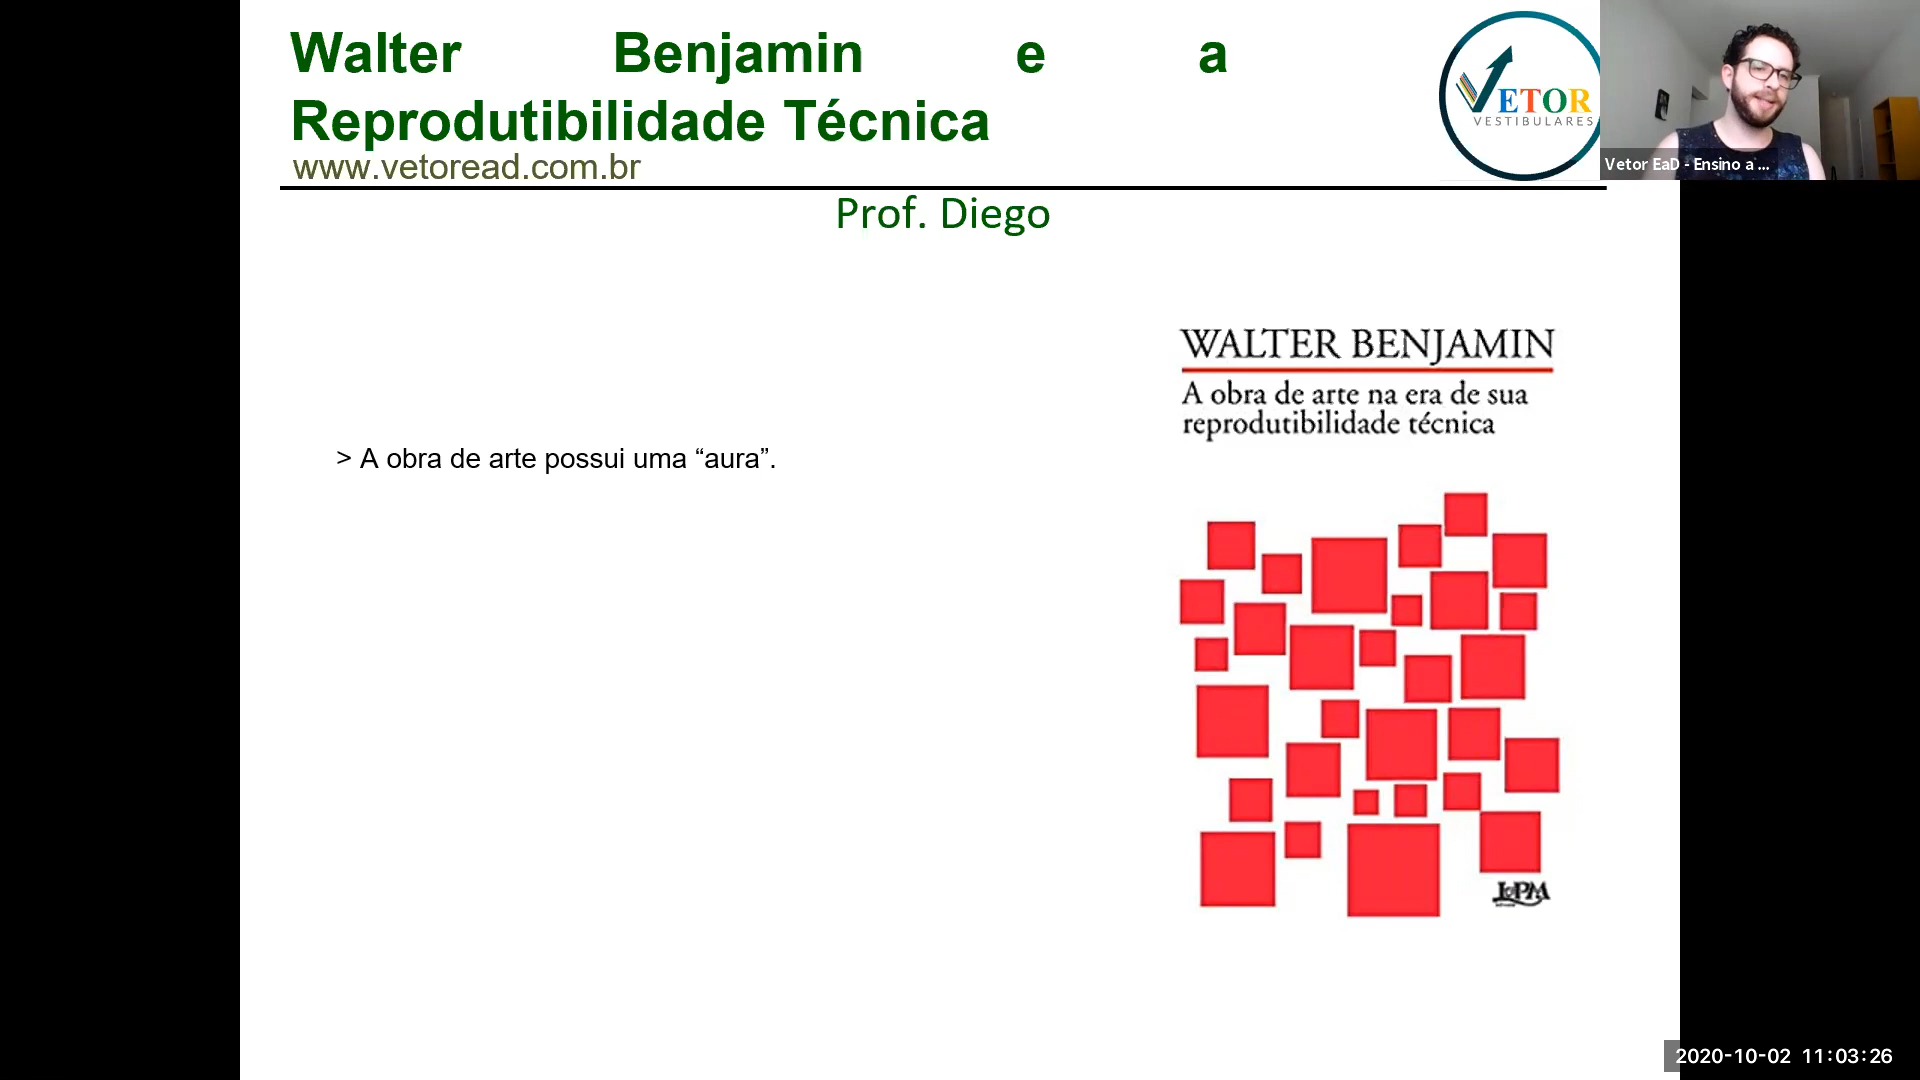 Walter Benjamin e a
Reprodutibilidade Técnica
www.vetoread.com.br
VETOR
VESTIBULARES
Vetor EaD - Ensino a ...
Prof. Diego
WALTER BENJAMIN
A obra de arte na era de sua
reprodutibilidade técnica
> A obra de arte possui uma “aura”.
L&PM
2020-10-02 11:03:26